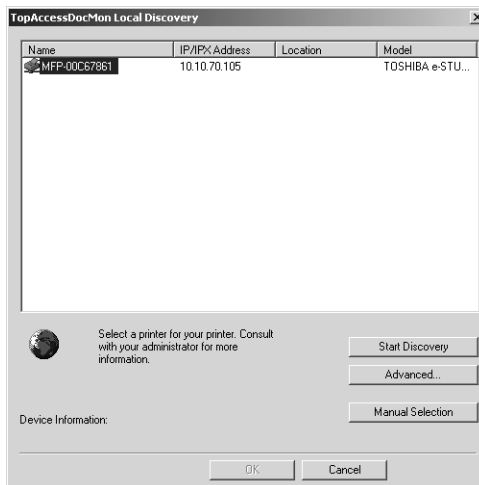 TopAccessDocMon Local Discovery
Name IP/IPX Address Location Model
MFP-00C67861 10.10.70.105 TOSHIBA e-STU...
Select a printer for your printer. Consult
with your administrator for more
information.
Start Discovery
Advanced...
Manual Selection
Device Information:
OK Cancel